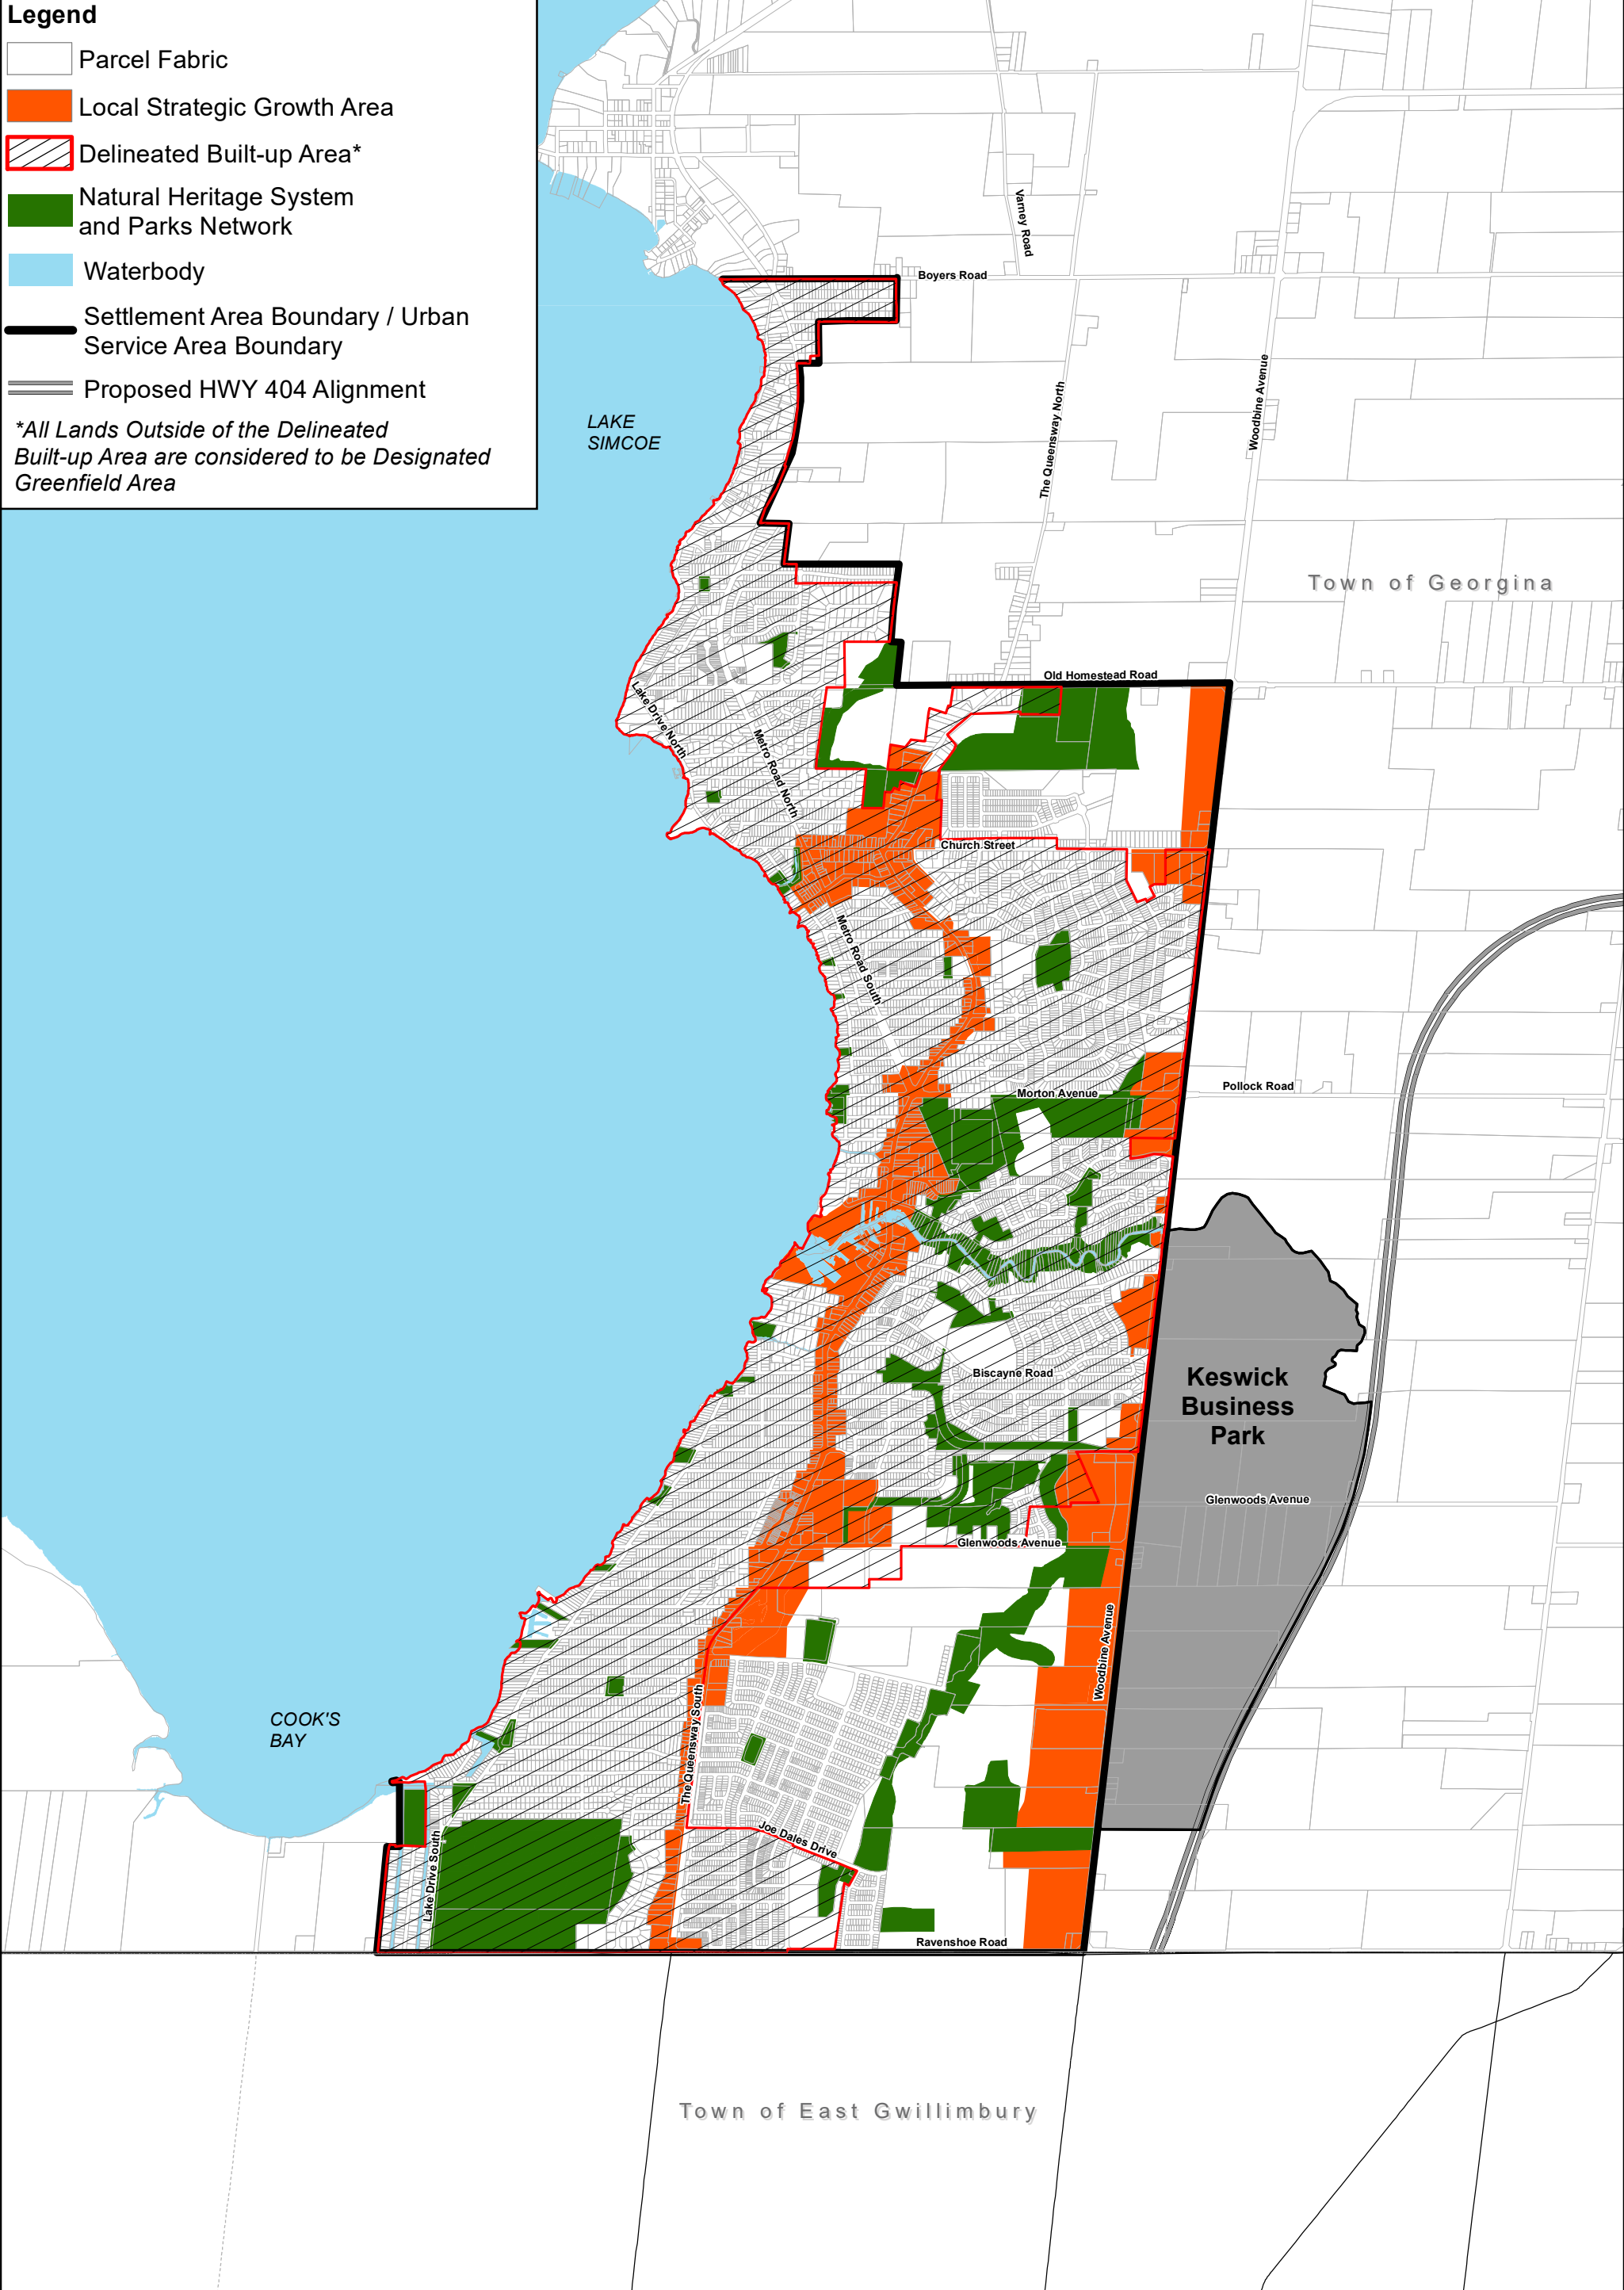 Legend
Parcel Fabric
Local Strategic Growth Area
Delineated Built-up Area*
Natural Heritage System
and Parks Network
Waterbody
Settlement Area Boundary / Urban
Service Area Boundary
Proposed HWY 404 Alignment
*All Lands Outside of the Delineated
Built-up Area are considered to be Designated
Greenfield Area
Varney Road
Boyers Road
LAKE
SIMCOE
The Queensway North
Woodbine Avenue
Town of Georgina
Old Homestead Road
Lake Drive North
Metro Road North
Church Street
Metro Road South
Morton Avenue
Pollock Road
Biscayne Road
Keswick
Business
Park
Glenwoods Avenue
Glenwoods Avenue
Woodbine Avenue
The Queensway South
COOK'S
BAY
Joe Dales Drive
Lake Drive South
Ravenshoe Road
Town of East Gwillimbury